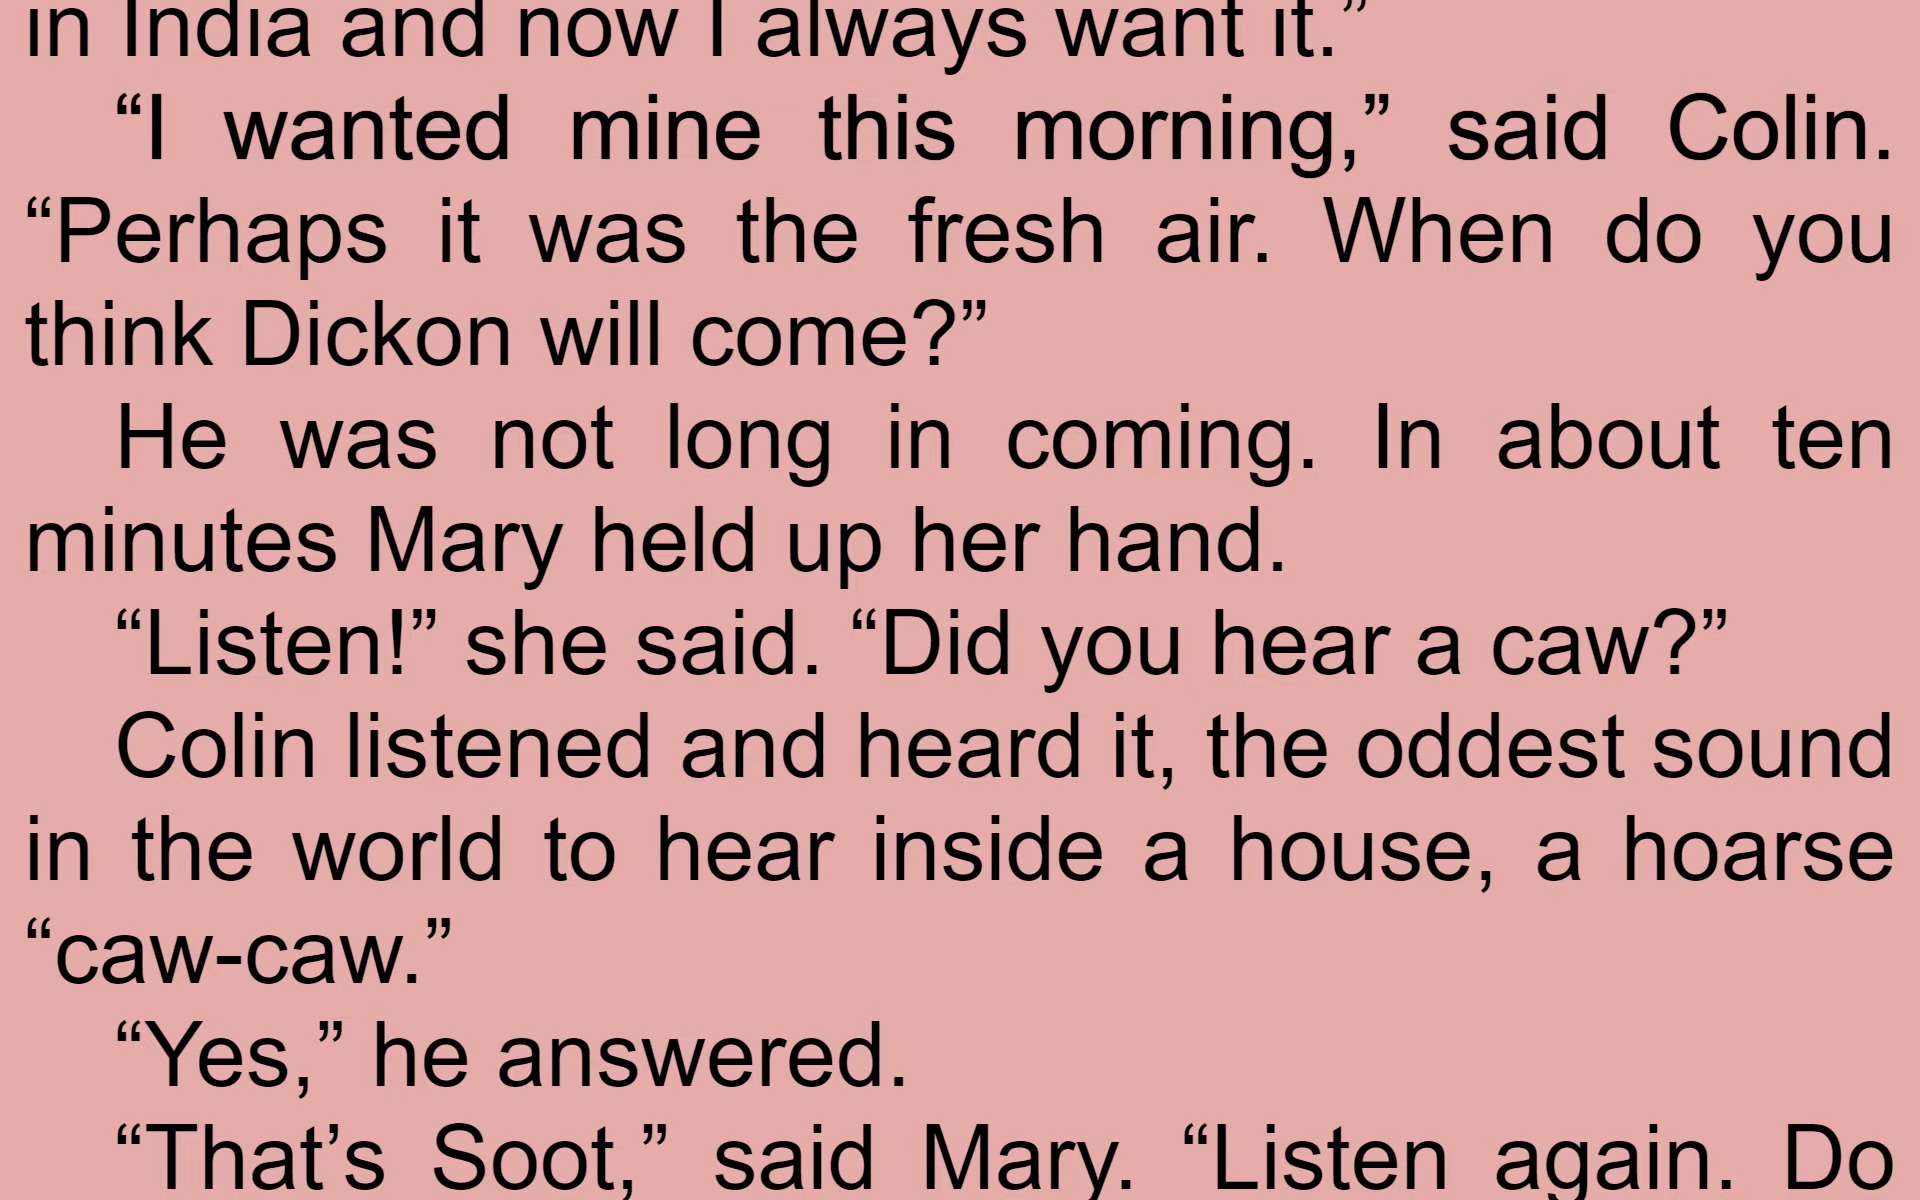 in India and now I always want it.”
“I wanted mine this morning,” said Colin.
“Perhaps it was the fresh air. When do you
think Dickon will come?”
He was not long in coming. In about ten
minutes Mary held up her hand.
“Listen!” she said. “Did you hear a caw?”
Colin listened and heard it, the oddest sound
in the world to hear inside a house, a hoarse
“caw-caw.”
“Yes,” he answered.
“That’s Soot,” said Mary. “Listen again. Do